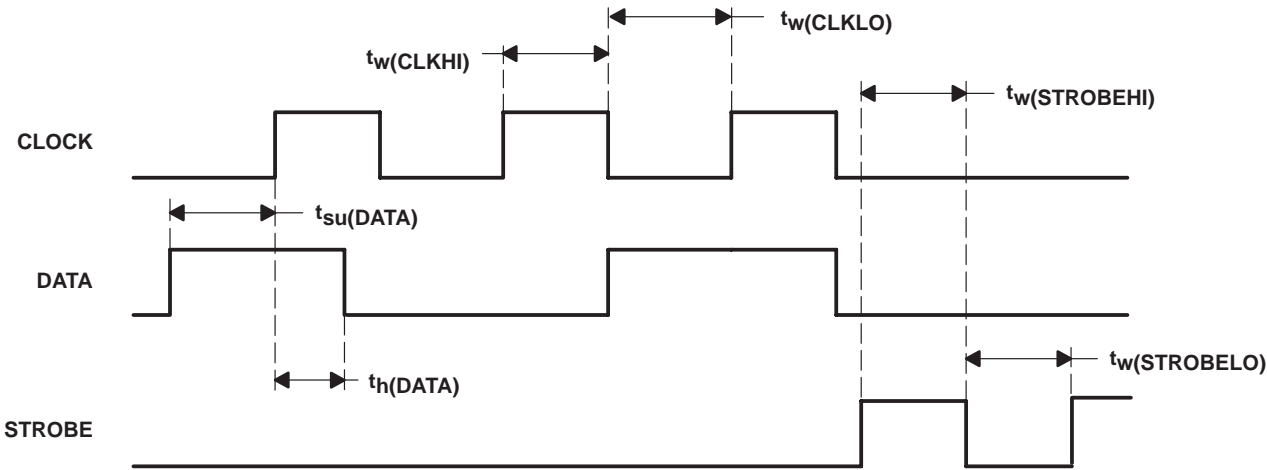 tw(CLKLO)
tw(CLKHI)
tw(STROBEHI)
CLOCK
tsu(DATA)
DATA
tw(STROBELO)
th(DATA)
STROBE